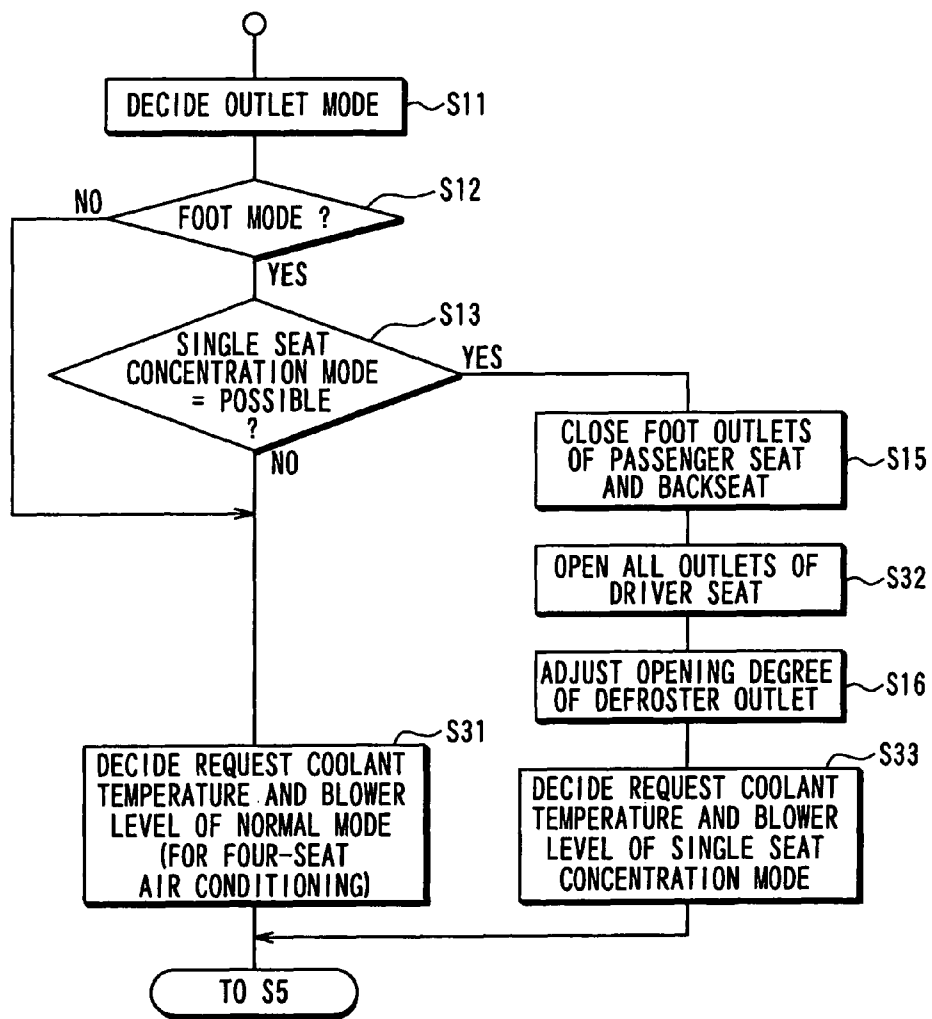 DECIDE OUTLET MODE
S11
S12
NO
FOOT MODE ?
YES
S13
SINGLE SEAT
CONCENTRATION MODE
= POSSIBLE
?
YES
NO
CLOSE FOOT OUTLETS
OF PASSENGER SEAT
AND BACKSEAT
S15
OPEN ALL OUTLETS OF
DRIVER SEAT
S32
ADJUST OPENING DEGREE
OF DEFROSTER OUTLET
S16
S31
DECIDE REQUEST COOLANT
TEMPERATURE AND BLOWER
LEVEL OF NORMAL MODE
(FOR FOUR-SEAT
AIR CONDITIONING)
S33
DECIDE REQUEST COOLANT
TEMPERATURE AND BLOWER
LEVEL OF SINGLE SEAT
CONCENTRATION MODE
TO S5